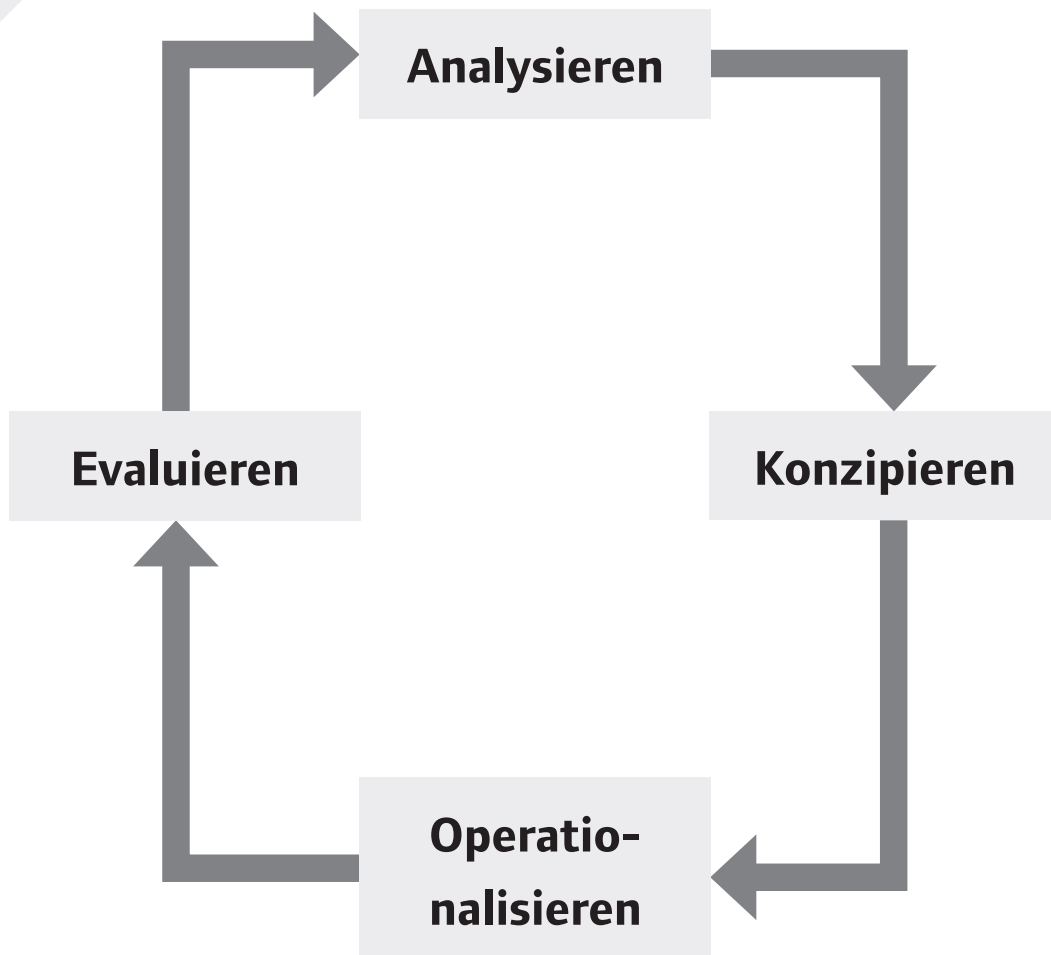 Analysieren
Evaluieren
Konzipieren
Operatio-
nalisieren